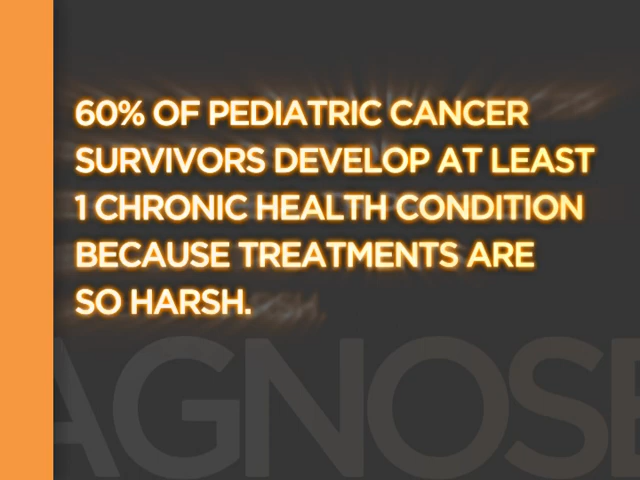 60% OF PEDIATRIC CANCER
SURVIVORS DEVELOP AT LEAST
1 CHRONIC HEALTH CONDITION
BECAUSE TREATMENTS ARE
SO HARSH.
AGNOSE